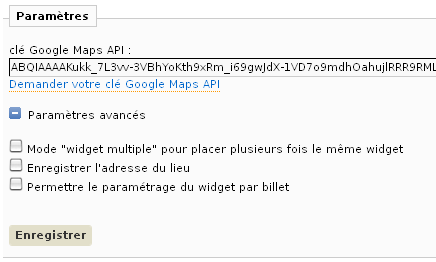 Paramètres
clé Google Maps API :
ABQIAAAAKukk_7L3vv-3VBhYoKth9xRm_i69gwJdX-1VD7o9mdhOahujlRRR9RML
Demander votre clé Google Maps API
Paramètres avancés
Mode "widget multiple" pour placer plusieurs fois le même widget
Enregistrer l'adresse du lieu
Permettre le paramétrage du widget par billet
Enregistrer